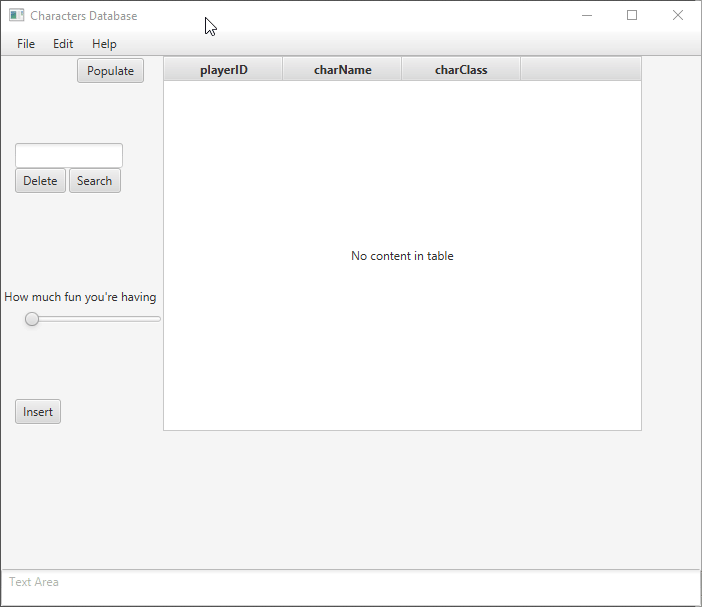 Characters Database
File Edit Help
Populate
playerID charName charClass
Delete Search
No content in table
How much fun you're having
Insert
Text Area